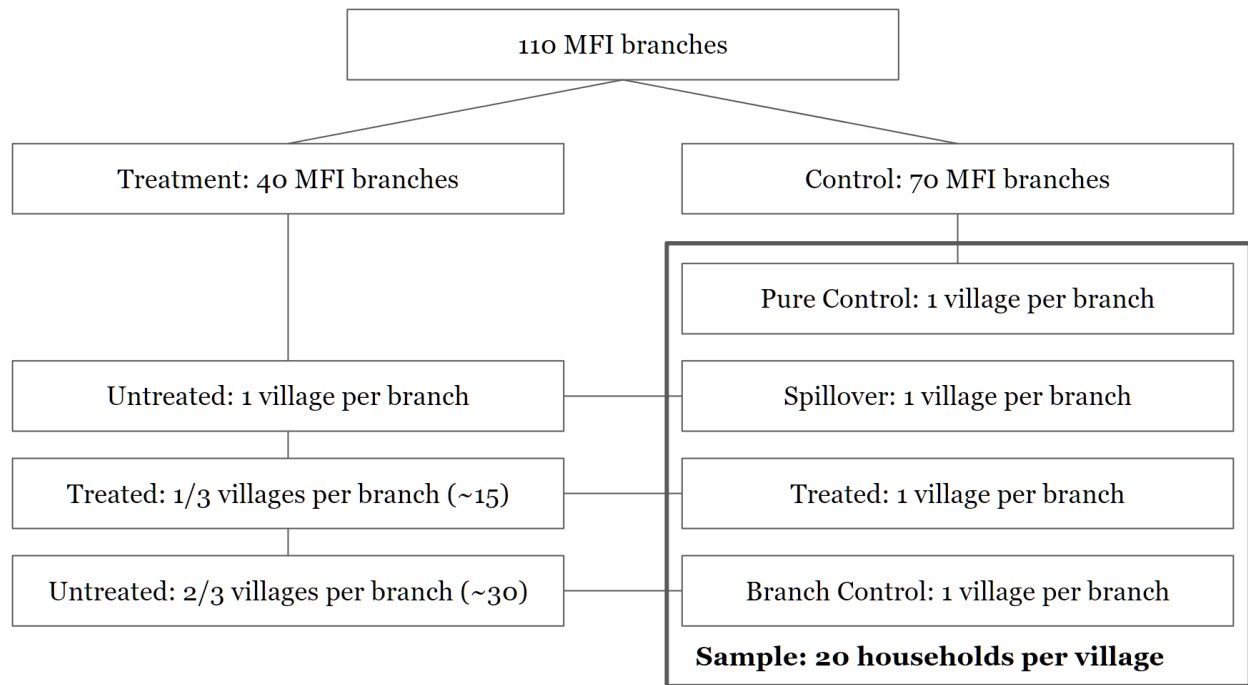 110 MFI branches
Treatment: 40 MFI branches
Control: 70 MFI branches
Pure Control: 1 village per branch
Untreated: 1 village per branch
Spillover: 1 village per branch
Treated: 1/3 villages per branch (~15)
Treated: 1 village per branch
Untreated: 2/3 villages per branch (~30)
Branch Control: 1 village per branch
Sample: 20 households per village